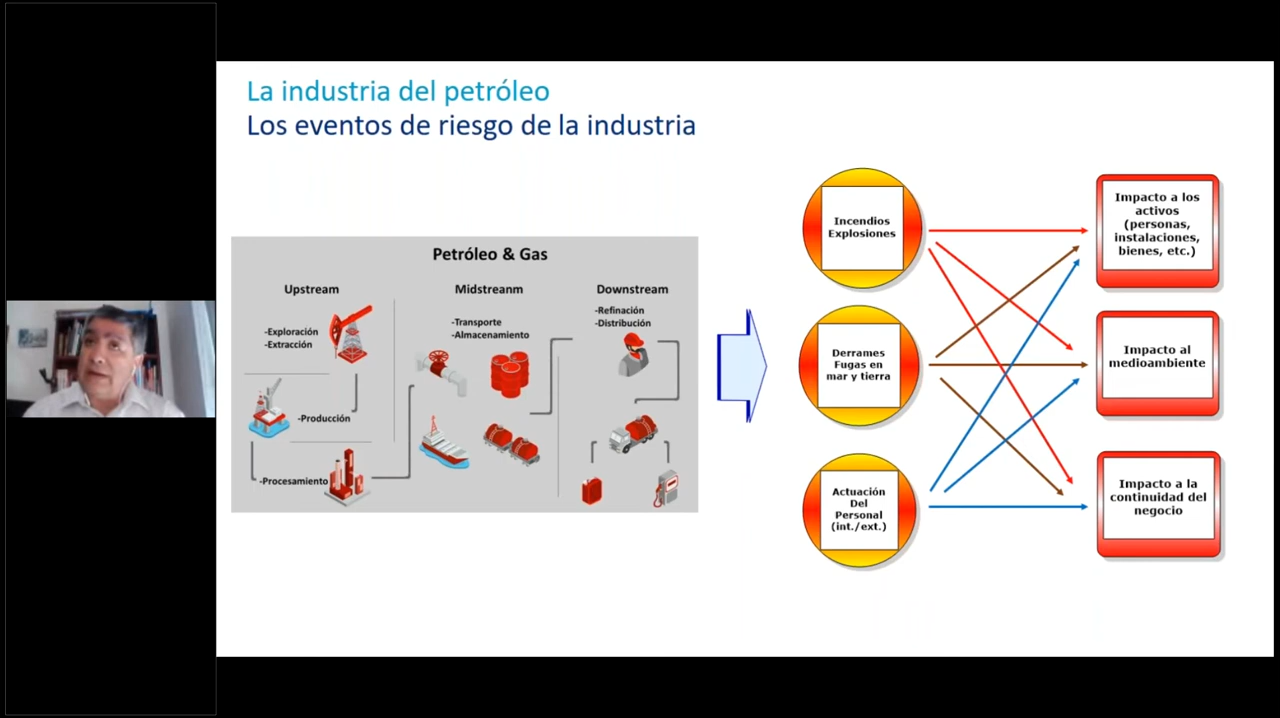 La industria del petróleo
Los eventos de riesgo de la industria
Petróleo & Gas
Upstream
-Exploración
-Extracción
-Producción
-Procesamiento
Midstreanm
-Transporte
-Almacenamiento
Downstream
-Refinación
-Distribución
Incendios
Explosiones
Derrames
Fugas en
mar y tierra
Actuación
Del
Personal
(int./ext.)
Impacto a los
activos
(personas,
instalaciones,
bienes, etc.)
Impacto al
medioambiente
Impacto a la
continuidad del
negocio